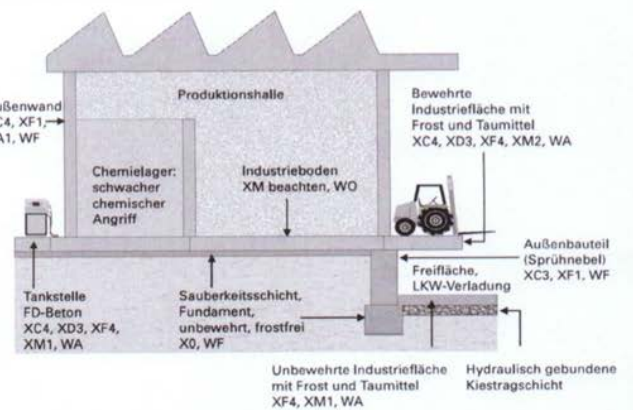 Produktionshalle
ußenwand
C4, XF1,
A1, WF
Bewehrte
Industriefläche mit
Frost und Taumittel
XC4, XD3, XF4, XM2, WA
Chemielager:
schwacher
chemischer
Angriff
Industrieboden
XM beachten, WO
Außenbauteil
(Sprühnebel)
XC3, XF1, WF
Freifläche,
LKW-Verladung
Tankstelle
FD-Beton
XC4, XD3, XF4,
XM1, WA
Sauberkeitsschicht,
Fundament,
unbewehrt, frostfrei
X0, WF
Unbewehrte Industriefläche
mit Frost und Taumittel
XF4, XM1, WA
Hydraulisch gebundene
Kiestragschicht